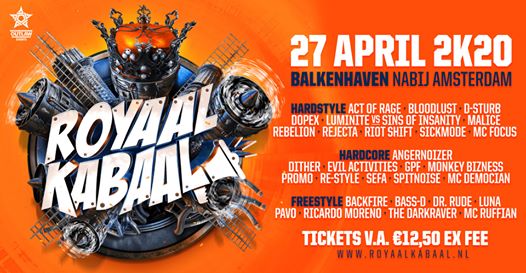 OUTLAW
EVENTS
ROYAAL
KABAAL
27 APRIL 2K20
BALKENHAVEN NABIJ AMSTERDAM
HARDSTYLE ACT OF RAGE · BLOODLUST · D-STURB
DOPEX · LUMINITE VS SINS OF INSANITY · MALICE
REBELION · REJECTA · RIOT SHIFT · SICKMODE · MC FOCUS
HARDCORE ANGERNOIZER
DITHER · EVIL ACTIVITIES · GPF · MONKEY BIZNESS
PROMO · RE-STYLE · SEFA · SPITNOISE · MC DEMOCIAN
FREESTYLE BACKFIRE · BASS-D · DR. RUDE · LUNA
PAVO · RICARDO MORENO · THE DARKRAVER · MC RUFFIAN
TICKETS V.A. €12,50 EX FEE
WWW.ROYAALKABAAL.NL